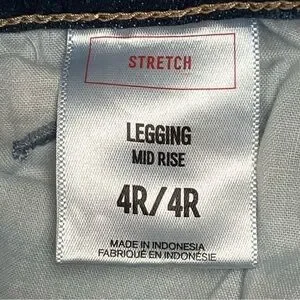 STRETCH
LEGGING
MID RISE
4R/4R
MADE IN INDONESIA
FABRIQUÉ EN INDONÉSIE